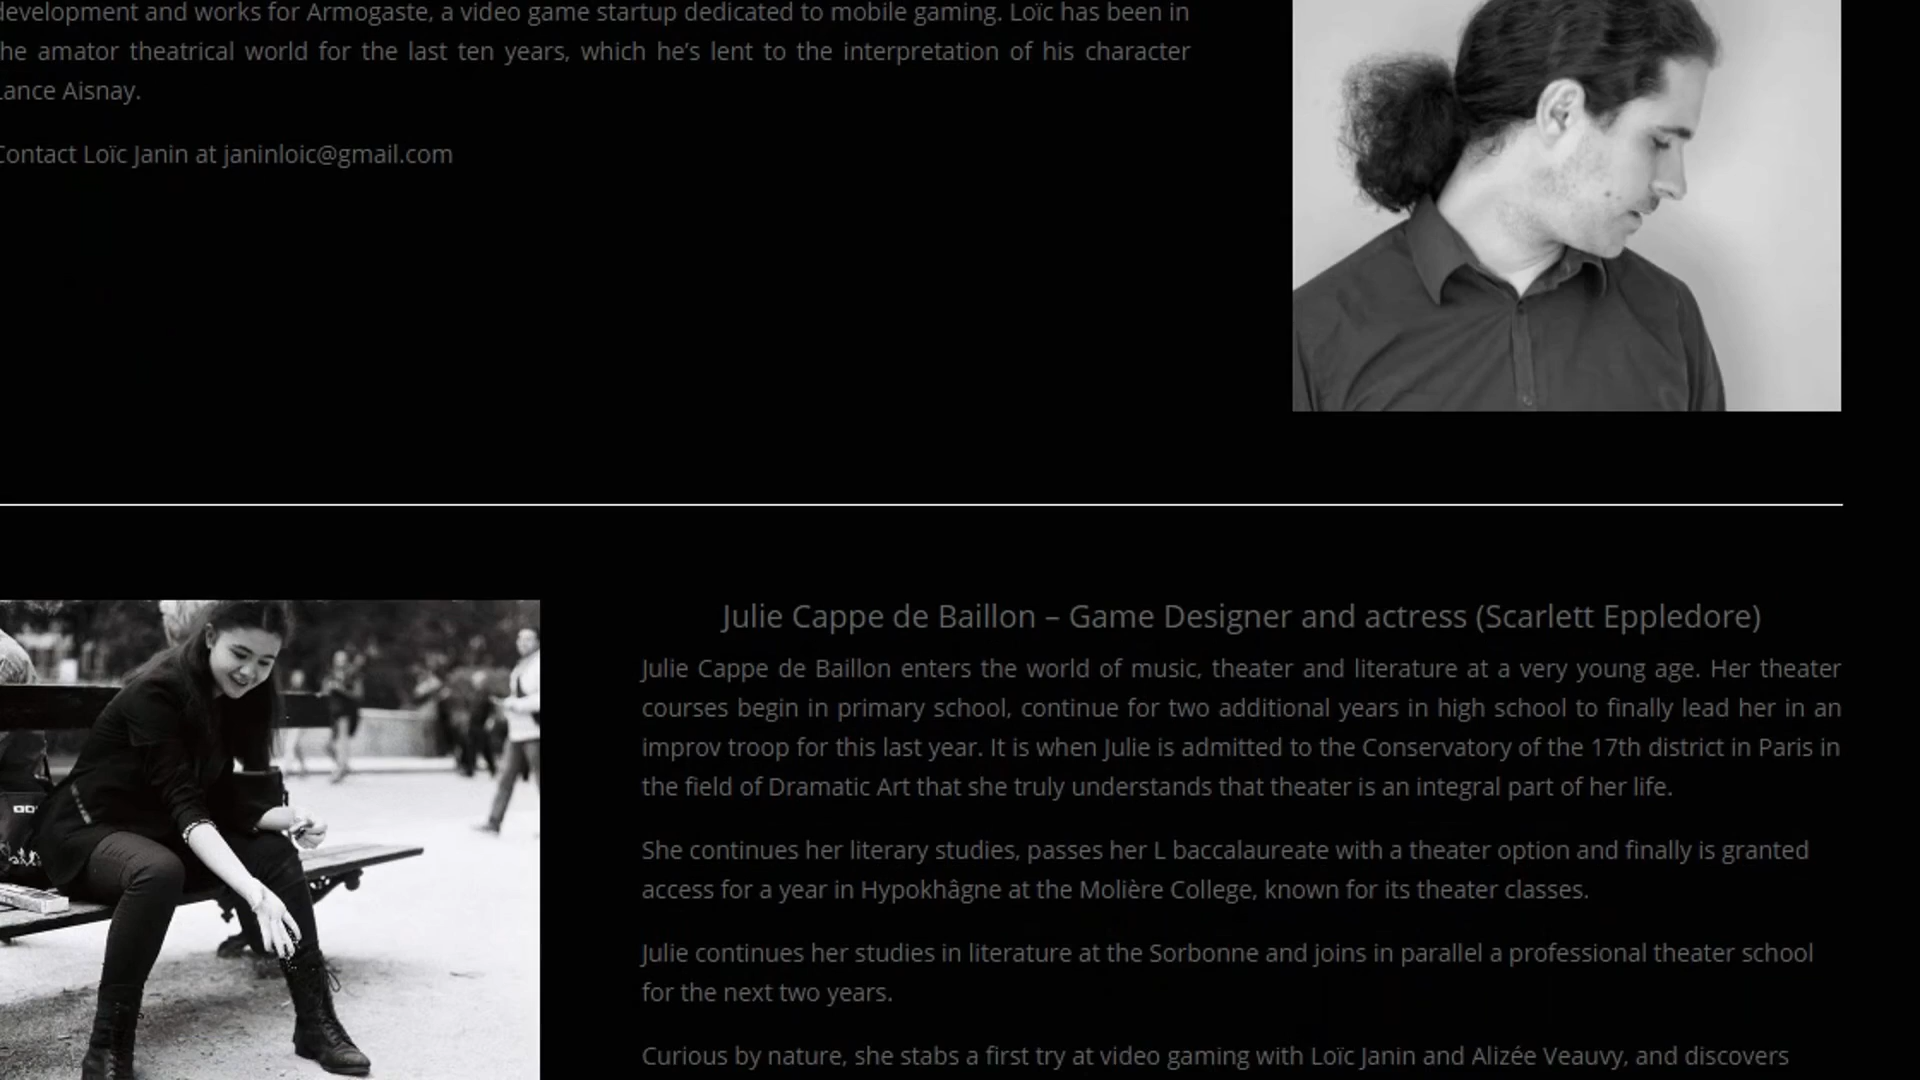 development and works for Armogaste, a video game startup dedicated to mobile gaming. Loïc has been in
the amator theatrical world for the last ten years, which he's lent to the interpretation of his character
Lance Aisnay.
Contact Loïc Janin at janinloic@gmail.com
Julie Cappe de Baillon – Game Designer and actress (Scarlett Eppledore)
Julie Cappe de Baillon enters the world of music, theater and literature at a very young age. Her theater
courses begin in primary school, continue for two additional years in high school to finally lead her in an
improv troop for this last year. It is when Julie is admitted to the Conservatory of the 17th district in Paris in
the field of Dramatic Art that she truly understands that theater is an integral part of her life.
She continues her literary studies, passes her L baccalaureate with a theater option and finally is granted
access for a year in Hypokhâgne at the Molière College, known for its theater classes.
Julie continues her studies in literature at the Sorbonne and joins in parallel a professional theater school
for the next two years.
Curious by nature, she stabs a first try at video gaming with Loïc Janin and Alizée Veauvy, and discovers